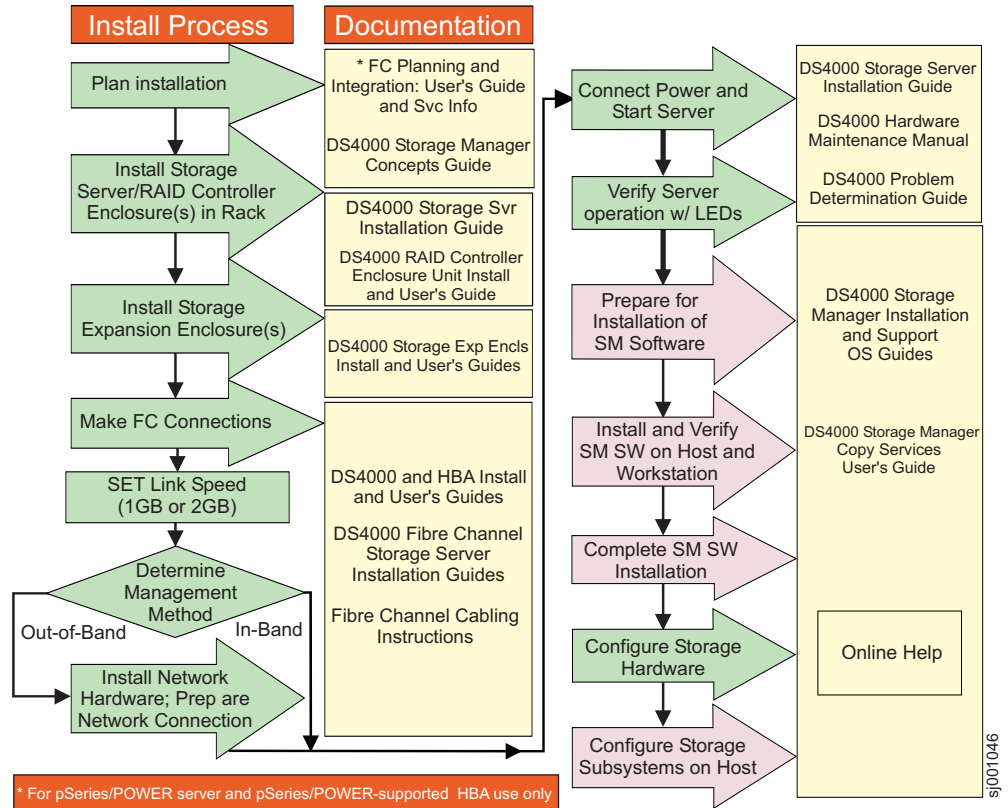 Install Process
Documentation
Plan installation
* FC Planning and
Integration: User's Guide
and Svc Info
DS4000 Storage Manager
Concepts Guide
Install Storage
Server/RAID Controller
Enclosure(s) in Rack
DS4000 Storage Svr
Installation Guide
DS4000 RAID Controller
Enclosure Unit Install
and User's Guide
Install Storage
Expansion Enclosure(s)
DS4000 Storage Exp Encls
Install and User's Guides
Make FC Connections
SET Link Speed
(1GB or 2GB)
Determine
Management
Method
Out-of-Band
In-Band
Install Network
Hardware; Prep are
Network Connection
DS4000 and HBA Install
and User's Guides
DS4000 Fibre Channel
Storage Server
Installation Guides
Fibre Channel Cabling
Instructions
* For pSeries/POWER server and pSeries/POWER-supported HBA use only
Connect Power and
Start Server
DS4000 Storage Server
Installation Guide
DS4000 Hardware
Maintenance Manual
DS4000 Problem
Determination Guide
Verify Server
operation w/ LEDs
Prepare for
Installation of
SM Software
DS4000 Storage
Manager Installation
and Support
OS Guides
Install and Verify
SM SW on Host and
Workstation
DS4000 Storage Manager
Copy Services
User's Guide
Complete SM SW
Installation
Configure Storage
Hardware
Online Help
Configure Storage
Subsystems on Host
sj001046